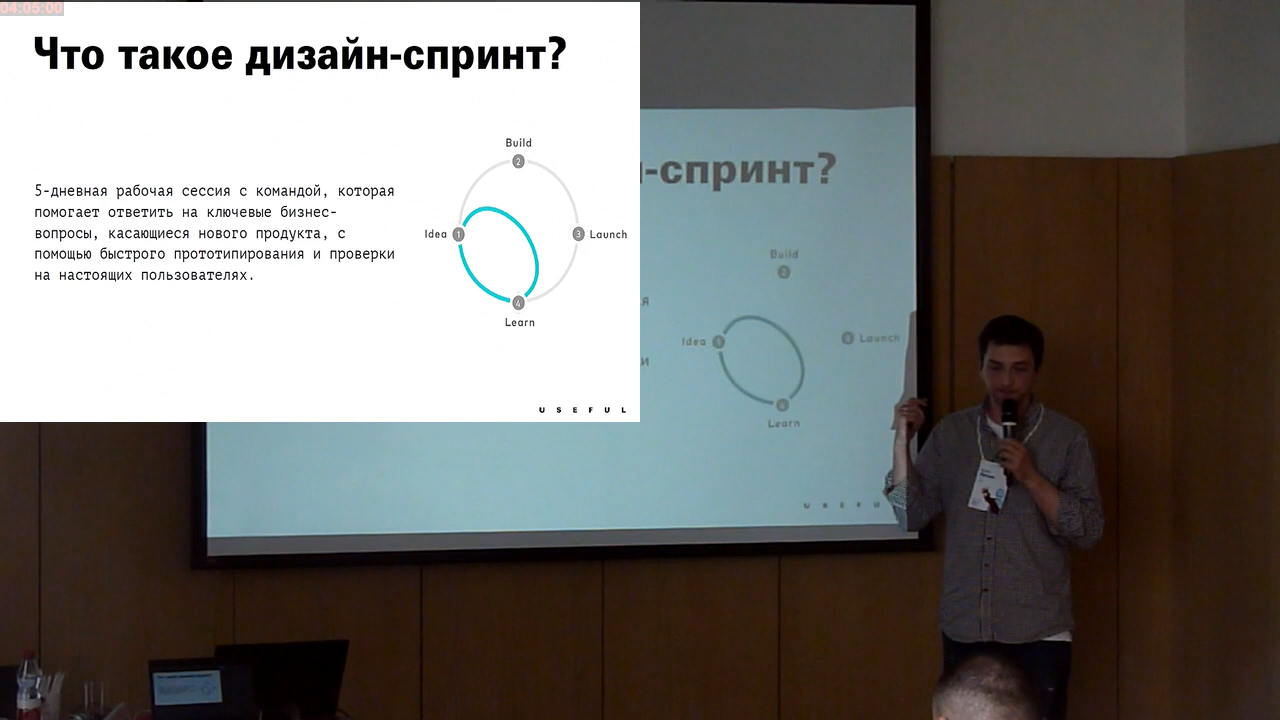 04:05:00
Что такое дизайн-спринт?
5-дневная рабочая сессия с командой, которая
помогает ответить на ключевые бизнес-
вопросы, касающиеся нового продукта, с
помощью быстрого прототипирования и проверки
на настоящих пользователях.
Build
2
Idea 1
3 Launch
4
Learn
USEFUL
-спринт?
я
и
Build
2
Idea 1
3 Launch
4
Learn
USEFU